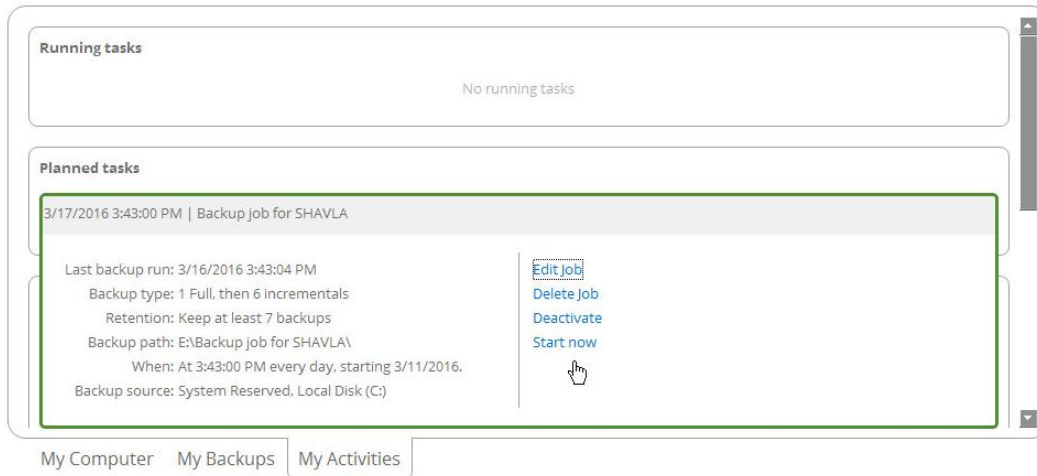 Running tasks
No running tasks
Planned tasks
3/17/2016 3:43:00 PM | Backup job for SHAVLA
Last backup run: 3/16/2016 3:43:04 PM
Backup type: 1 Full, then 6 incrementals
Retention: Keep at least 7 backups
Backup path: E:\Backup job for SHAVLA\
When: At 3:43:00 PM every day, starting 3/11/2016.
Backup source: System Reserved, Local Disk (C:)
Edit Job
Delete Job
Deactivate
Start now
My Computer My Backups My Activities